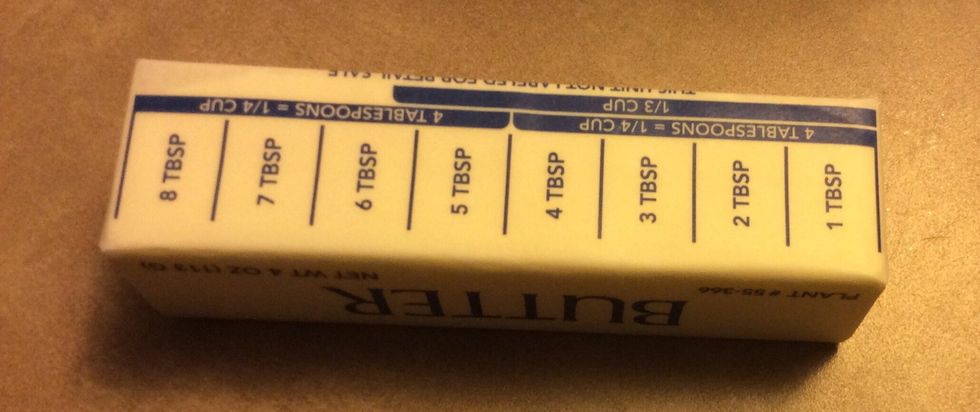 THIS UNIT NOT LABELED FOR RETAIL SALE
1/3 CUP
4 TABLESPOONS = 1/4 CUP
4 TABLESPOONS = 1/4 CUP
8 TBSP
7 TBSP
6 TBSP
5 TBSP
4 TBSP
3 TBSP
2 TBSP
1 TBSP
BUTTER
PLANT # 55-366
NET WT 4 OZ (113 G)